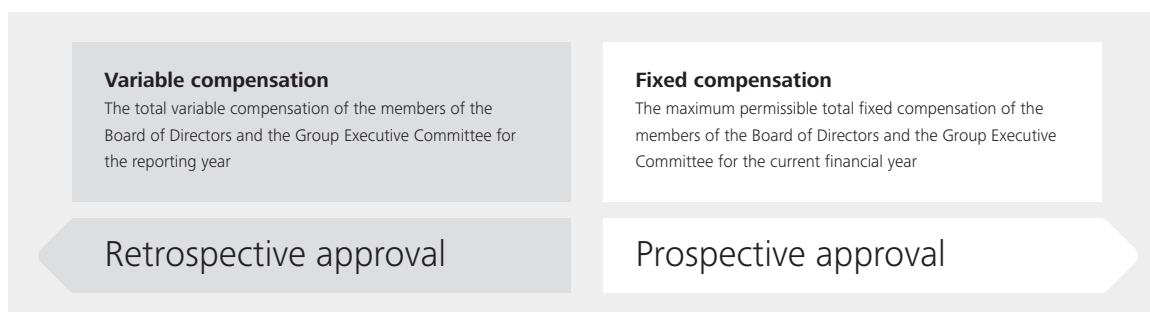 Variable compensation
The total variable compensation of the members of the
Board of Directors and the Group Executive Committee for
the reporting year
Retrospective approval
Fixed compensation
The maximum permissible total fixed compensation of the
members of the Board of Directors and the Group Executive
Committee for the current financial year
Prospective approval